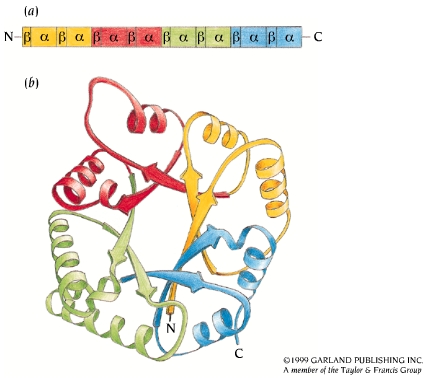 (a)
N β α β α β α β α β α β α β α β α C
(b)
N
C
©1999 GARLAND PUBLISHING INC.
A member of the Taylor & Francis Group